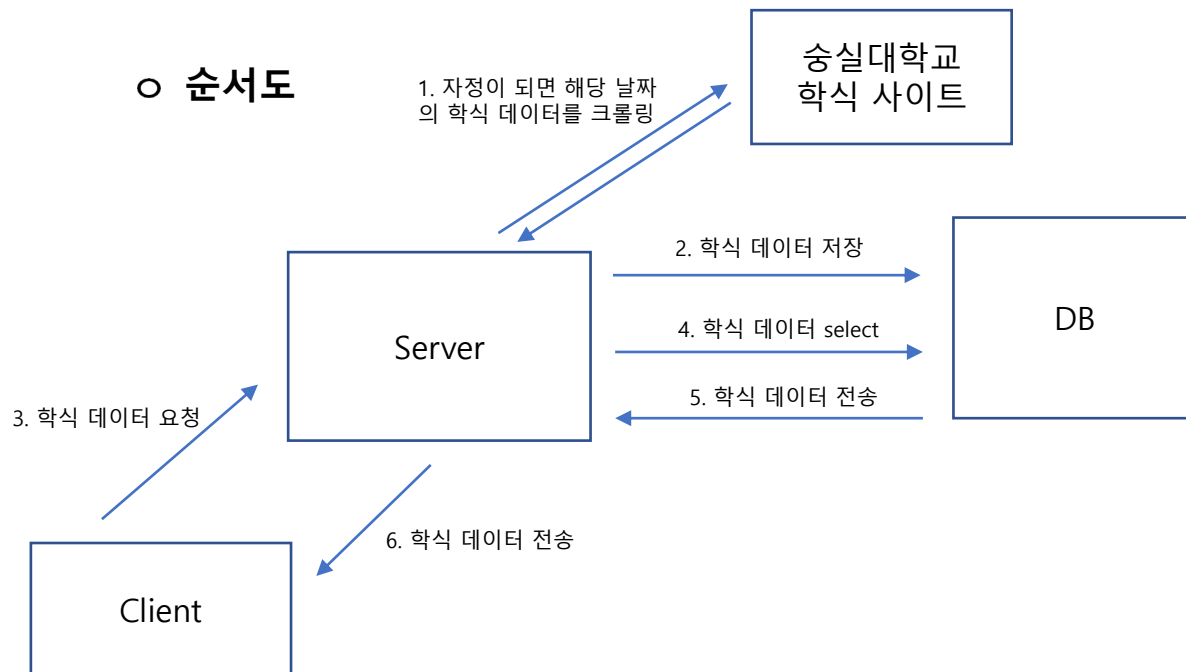 ㅇ 순서도
숭실대학교
학식 사이트
1. 자정이 되면 해당 날짜
의 학식 데이터를 크롤링
2. 학식 데이터 저장
Server
4. 학식 데이터 select
DB
5. 학식 데이터 전송
3. 학식 데이터 요청
6. 학식 데이터 전송
Client